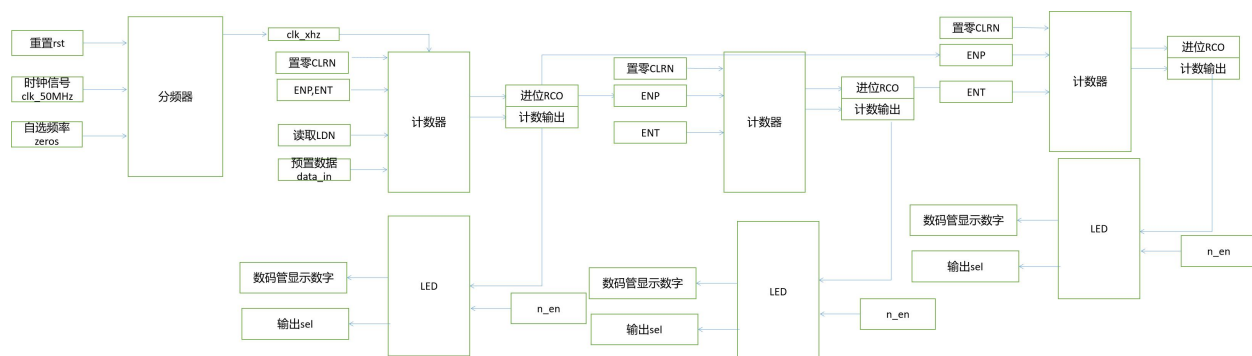 重置rst
时钟信号
clk_50MHz
自选频率
zeros
分频器
clk_xhz
置零CLRN
ENP,ENT
读取LDN
预置数据
data_in
计数器
进位RCO
计数输出
LED
数码管显示数字
输出sel
n_en
置零CLRN
ENP
ENT
计数器
进位RCO
计数输出
LED
数码管显示数字
输出sel
n_en
置零CLRN
ENP
ENT
计数器
进位RCO
计数输出
LED
数码管显示数字
输出sel
n_en